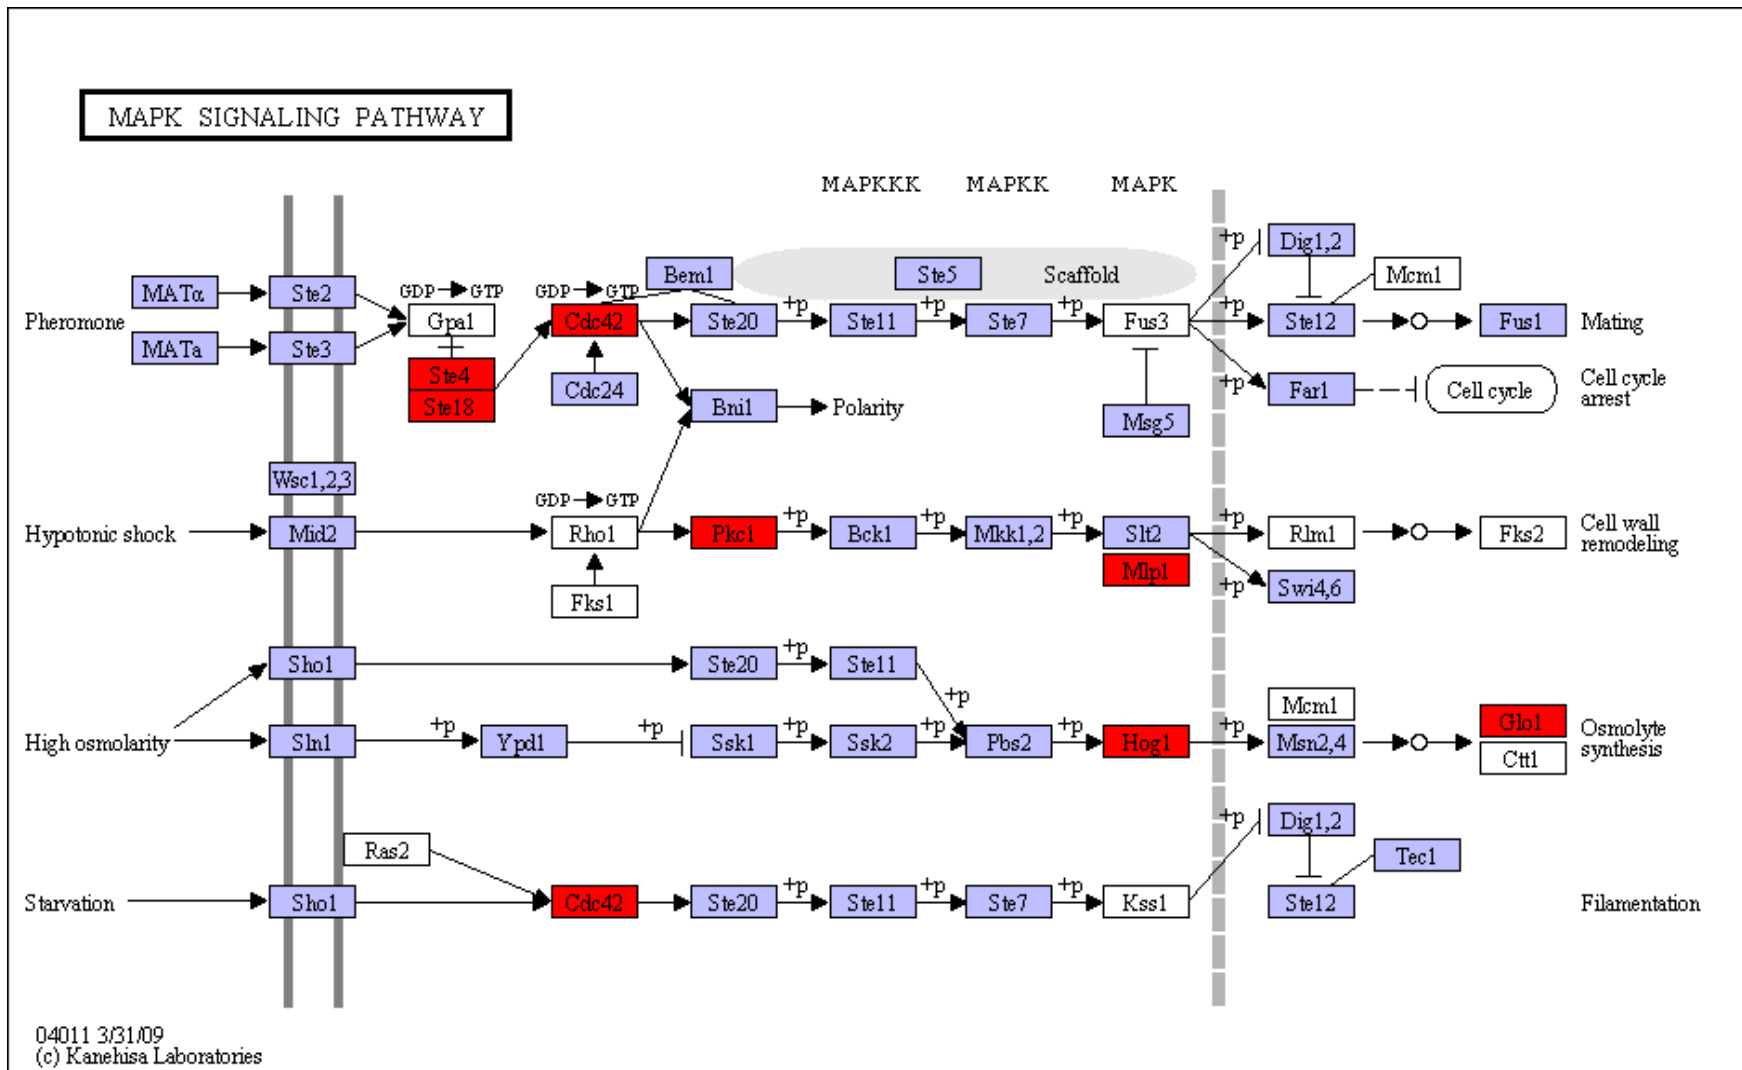 MAPK SIGNALING PATHWAY
MAPKKK MAPKK MAPK
+p Dig1,2
Bem1 Ste5 Scaffold Mcm1
MATα Ste2 GDP GTP GDP GTP
Pheromone Gpa1 Cdc42 Ste20 +p Ste11 +p Ste7 +p Fus3 +p Ste12 Fus1 Mating
MATa Ste3
Ste4
Ste18 Cdc24 Bni1 Polarity Msg5 +p Far1 Cell cycle Cell cycle
arrest
Wsc1,2,3
GDP GTP
Hypotonic shock Mid2 Rho1 Pkc1 +p Bck1 +p Mkk1,2 +p Slt2 +p Rlm1 Fks2 Cell wall
remodeling
Mlp1
Fks1 +p Swi4,6
Sho1 Ste20 +p Ste11
+p
Mcm1 Glo1
High osmolarity Sln1 +p Ypd1 +p Ssk1 +p Ssk2 +p Pbs2 +p Hog1 +p Msn2,4 Osmolyte
synthesis
Ctt1
+p Dig1,2
Ras2 Tec1
Starvation Sho1 Cdc42 Ste20 +p Ste11 +p Ste7 +p Kss1 Ste12 Filamentation
04011 3/31/09
(c) Kanehisa Laboratories